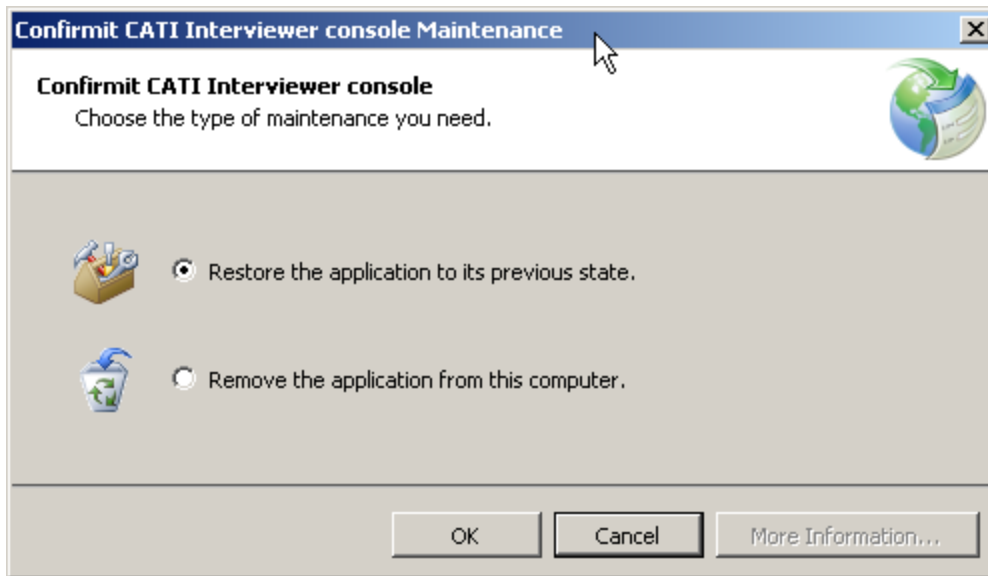 Confirmit CATI Interviewer console Maintenance
Confirmit CATI Interviewer console
Choose the type of maintenance you need.
Restore the application to its previous state.
Remove the application from this computer.
OK
Cancel
More Information...